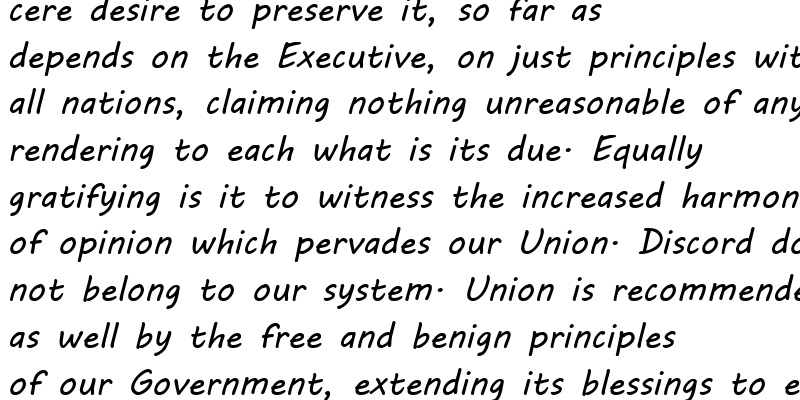 cere desire to preserve it, so far as
depends on the Executive, on just principles wit
all nations, claiming nothing unreasonable of any
rendering to each what is its due. Equally
gratifying is it to witness the increased harmon
of opinion which pervades our Union. Discord do
not belong to our system. Union is recommende
as well by the free and benign principles
of our Government, extending its blessings to e